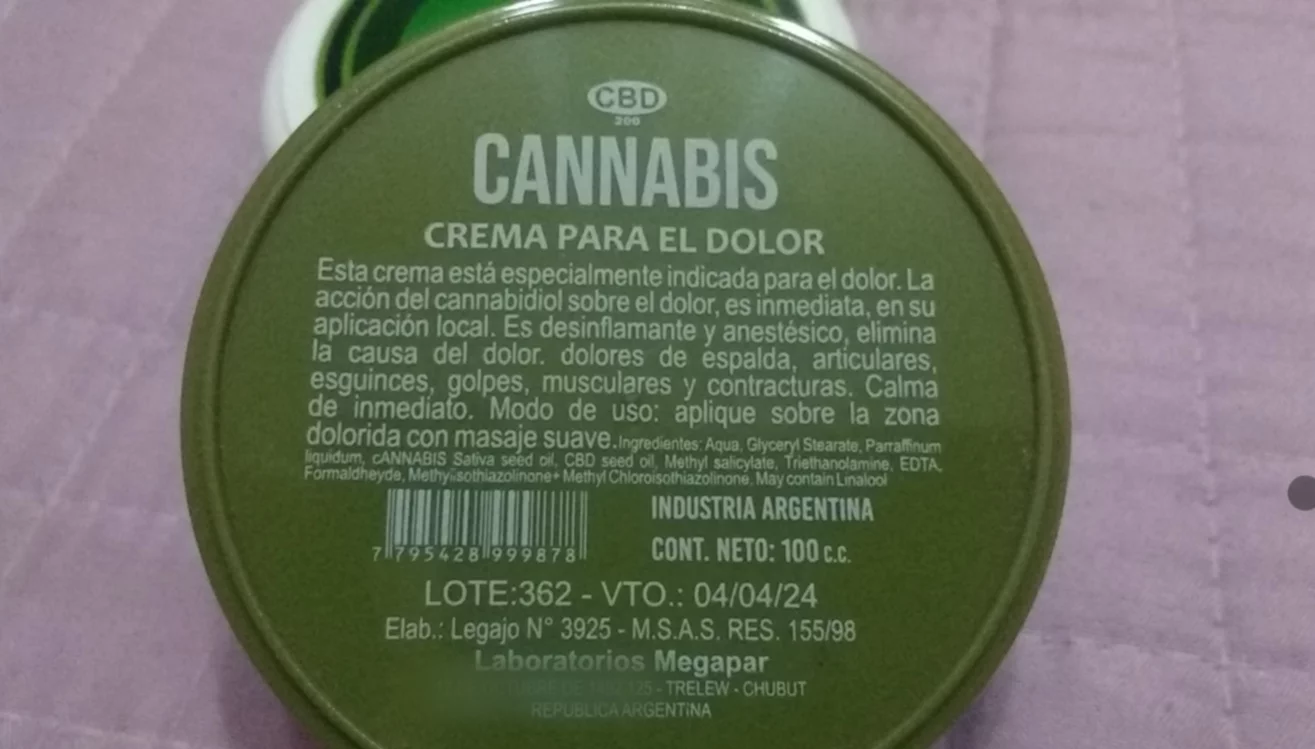 CBD
200
CANNABIS
CREMA PARA EL DOLOR
Esta crema está especialmente indicada para el dolor. La
acción del cannabidiol sobre el dolor, es inmediata, en su
aplicación local. Es desinflamante y anestésico, elimina
la causa del dolor. dolores de espalda, articulares,
esguinces, golpes, musculares y contracturas. Calma
de inmediato. Modo de uso: aplique sobre la zona
dolorida con masaje suave. Ingredientes: Aqua, Glyceryl Stearate, Parraffinum
liquidum, cANNABIS Sativa seed oil, CBD seed oil, Methyl salicylate, Triethanolamine, EDTA,
Formaldheyde, Methylisothiazolinone+ Methyl Chloroisothiazolinone. May contain Linalool
7 795428 999878
INDUSTRIA ARGENTINA
CONT. NETO: 100 c.c.
LOTE:362 - VTO.: 04/04/24
Elab.: Legajo N° 3925 - M.S.A.S. RES. 155/98
Laboratorios Megapar
125 - TRELEW - CHUBUT
REPUBLICA ARGENTINA